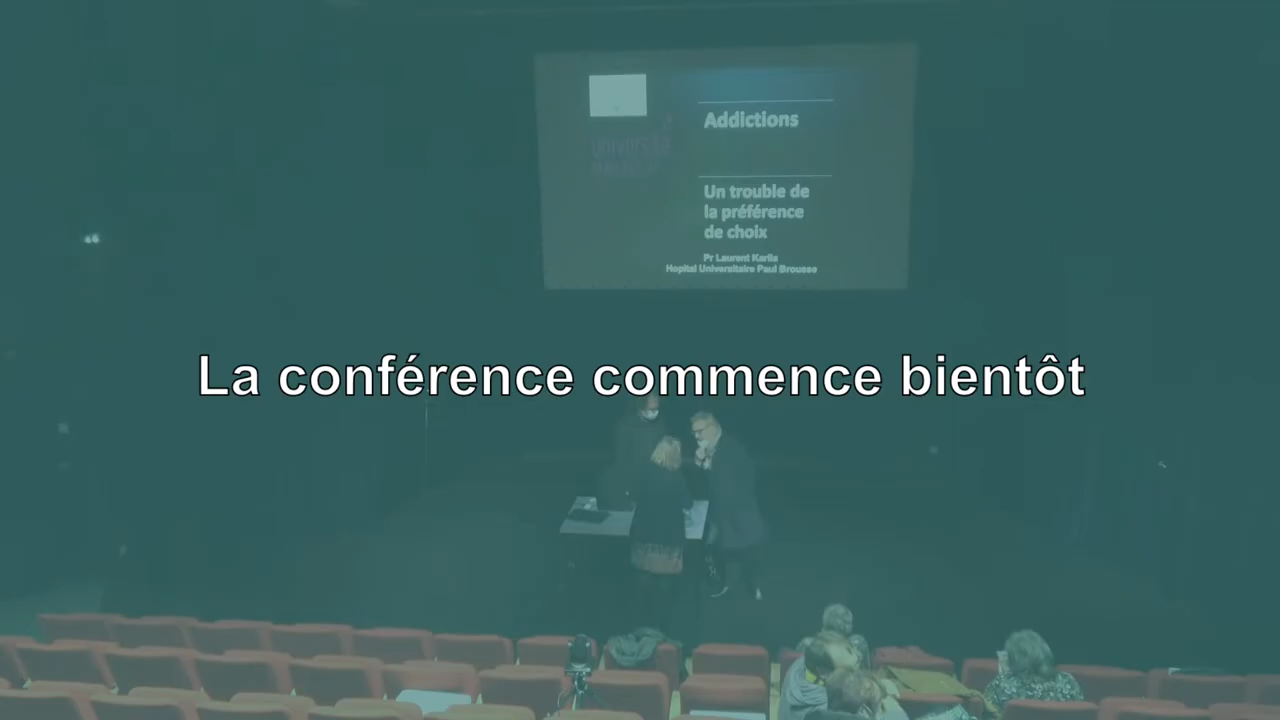 Addictions
Un trouble de
la préférence
de choix
Pr Laurent Karila
Hopital Universitaire Paul Brousse
La conférence commence bientôt